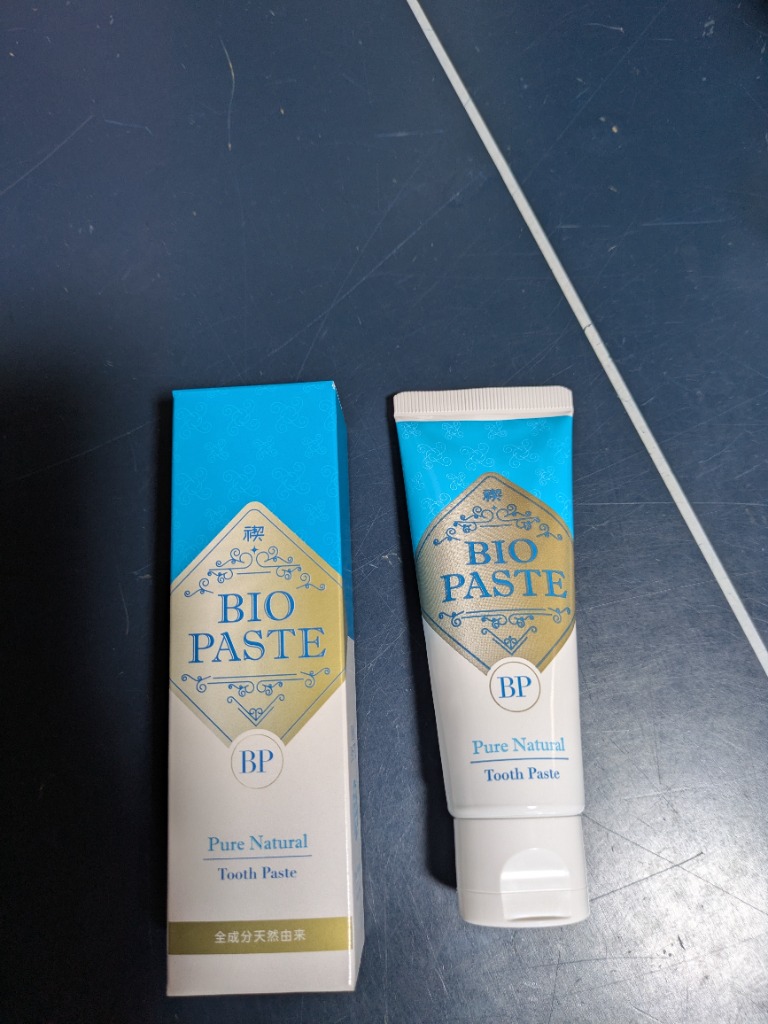 禊
BIO
PASTE
BP
Pure Natural
Tooth Paste
全成分天然由来
禊
BIO
PASTE
BP
Pure Natural
Tooth Paste